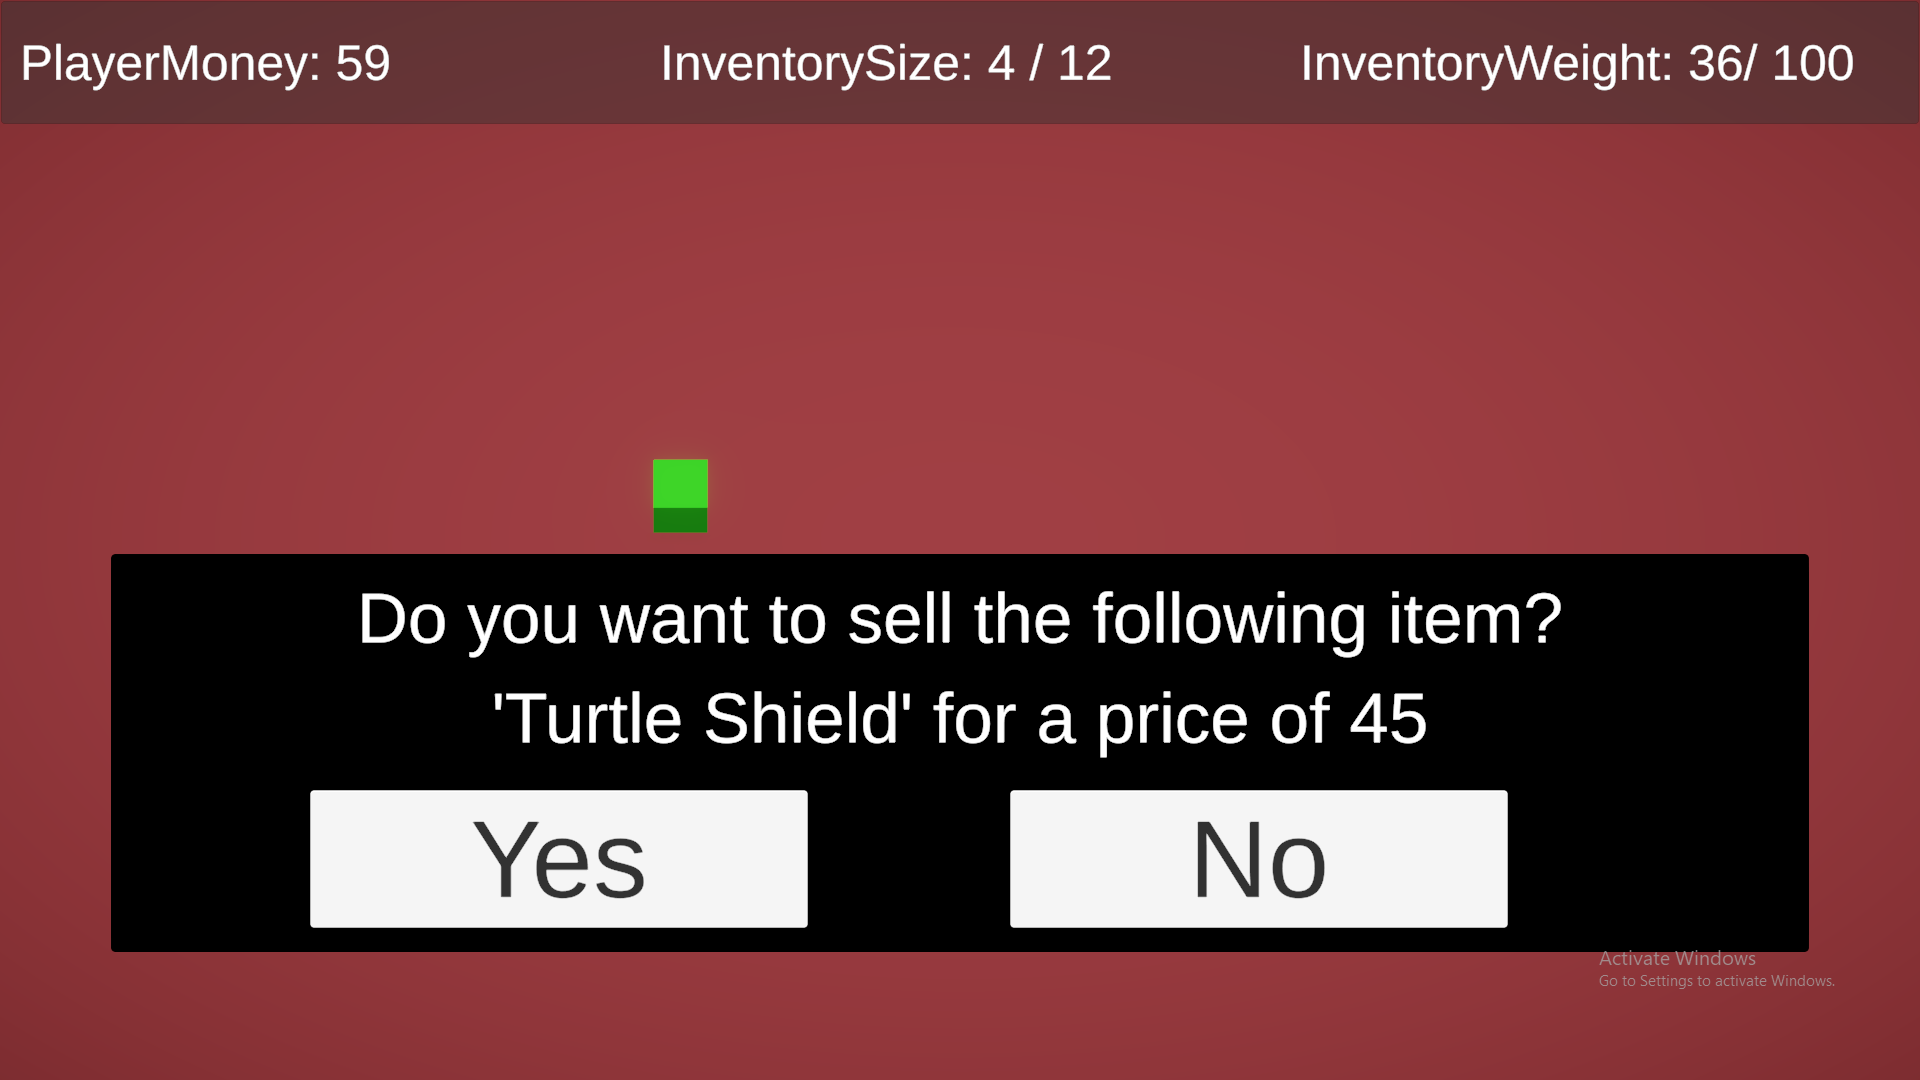 PlayerMoney: 59
InventorySize: 4 / 12
InventoryWeight: 36/ 100
Do you want to sell the following item?
'Turtle Shield' for a price of 45
Yes
No
Activate Windows
Go to Settings to activate Windows.